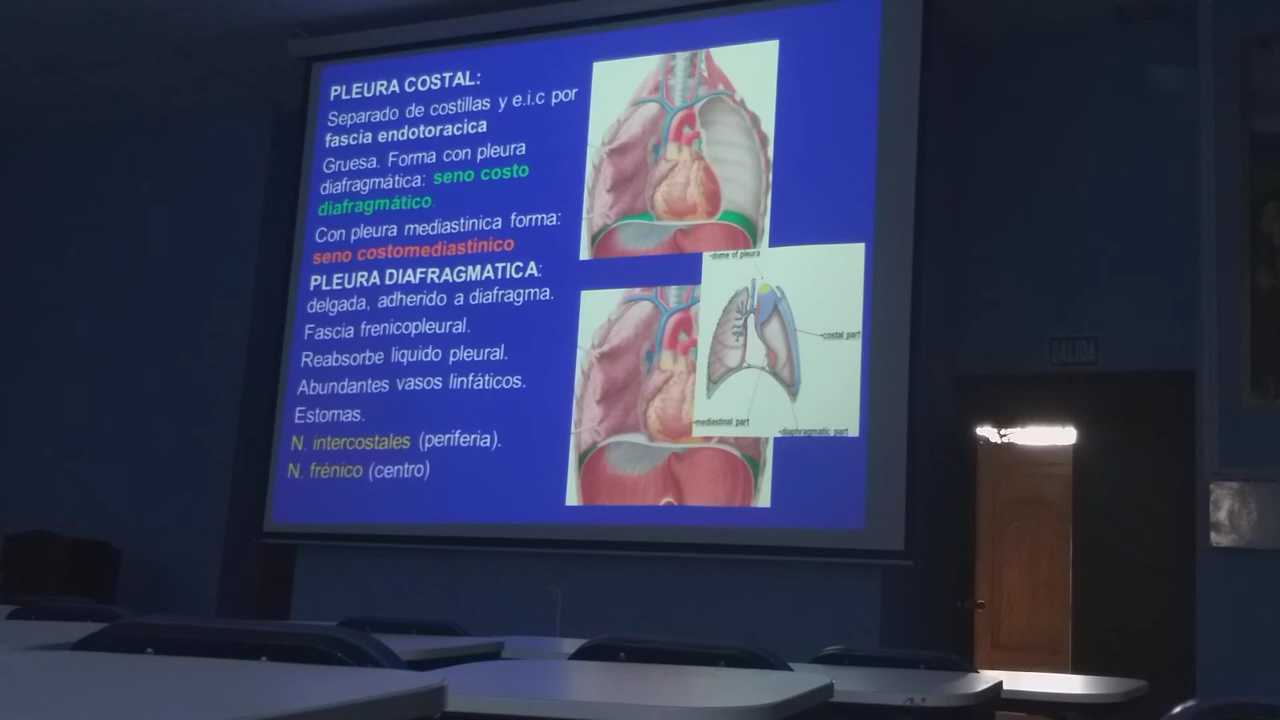 PLEURA COSTAL:
Separado de costillas y e.i.c por
fascia endotoracica
Gruesa. Forma con pleura
diafragmática: seno costo
diafragmático.
Con pleura mediastinica forma:
seno costomediastinico
PLEURA DIAFRAGMATICA:
delgada, adherido a diafragma.
Fascia frenicopleural.
Reabsorbe liquido pleural.
Abundantes vasos linfáticos.
Estomas.
N. intercostales (periferia).
N. frénico (centro)
dome of pleura
costal part
mediastinal part
diaphragmatic part
SALIDA